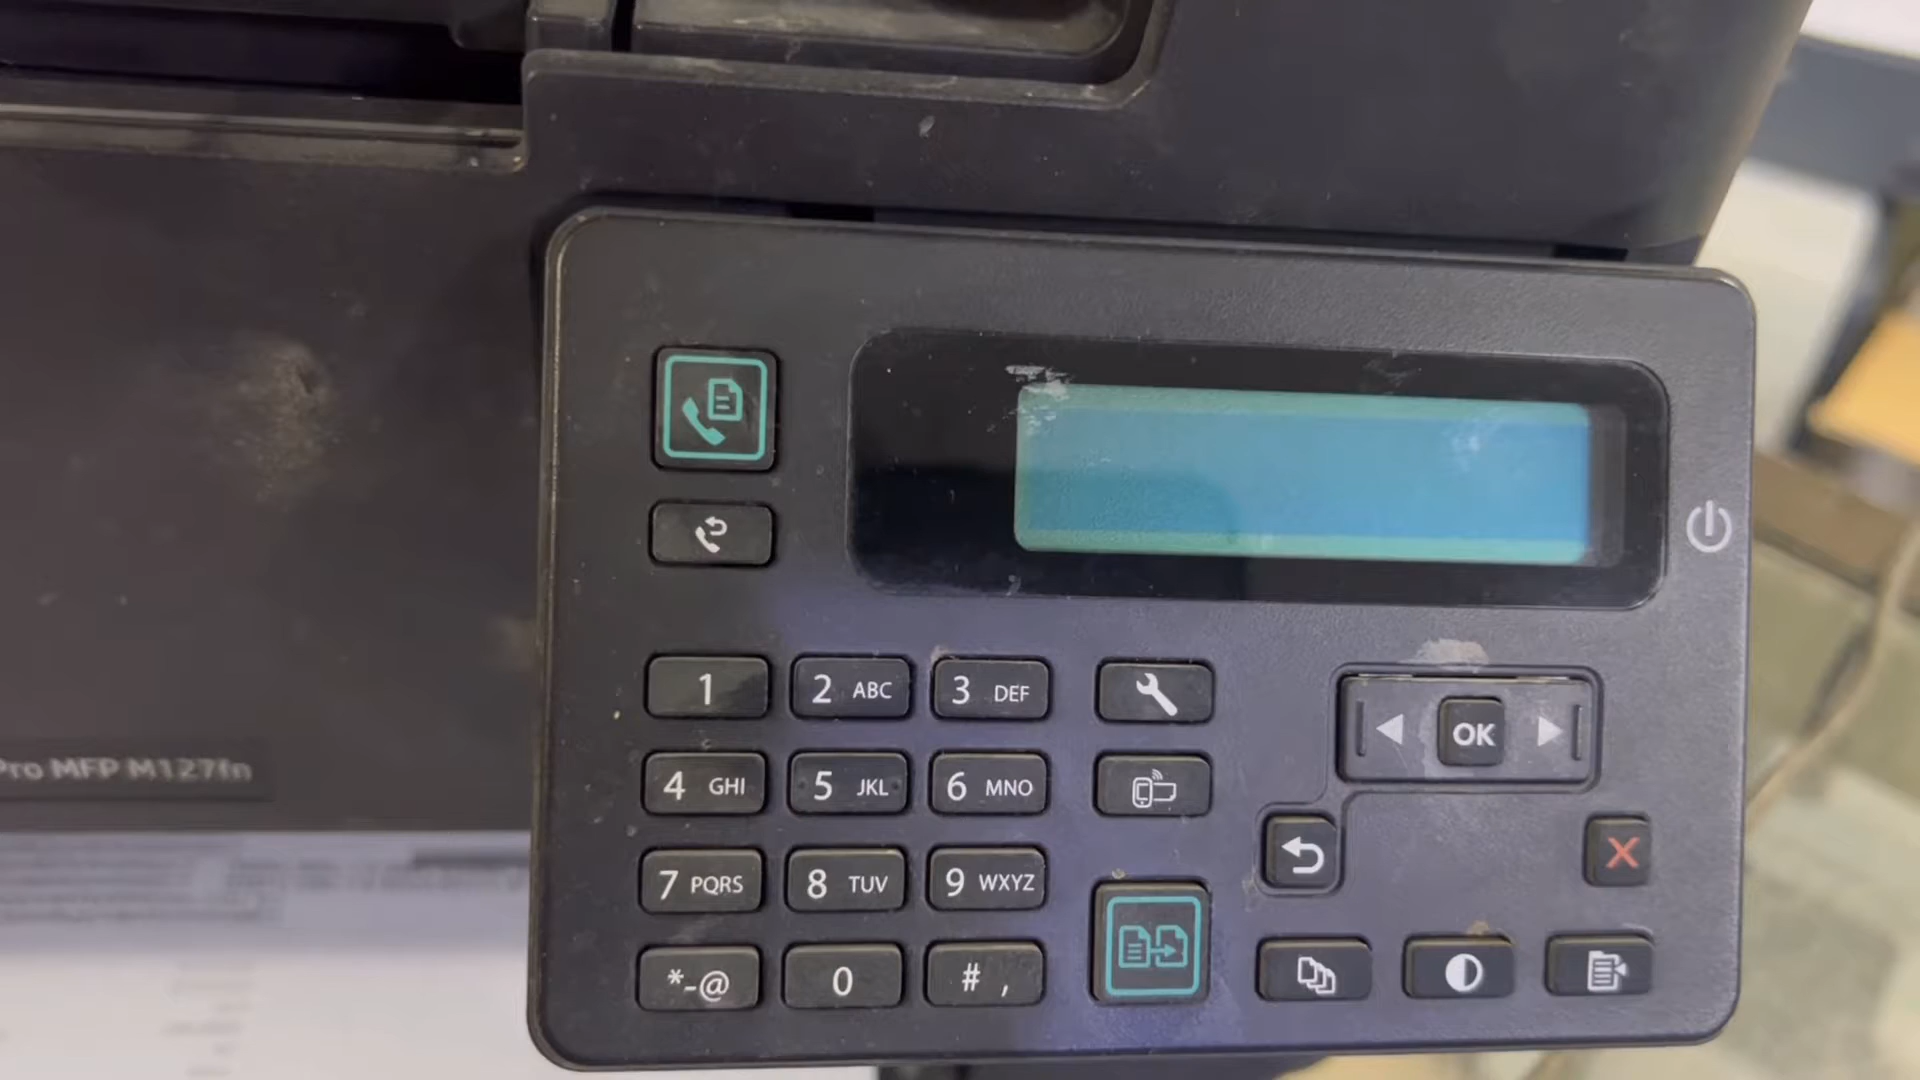 Pro MFP M127fn
1
2 ABC
3 DEF
4 GHI
5 JKL
6 MNO
OK
7 PQRS
8 TUV
9 WXYZ
*-@
0
# ,